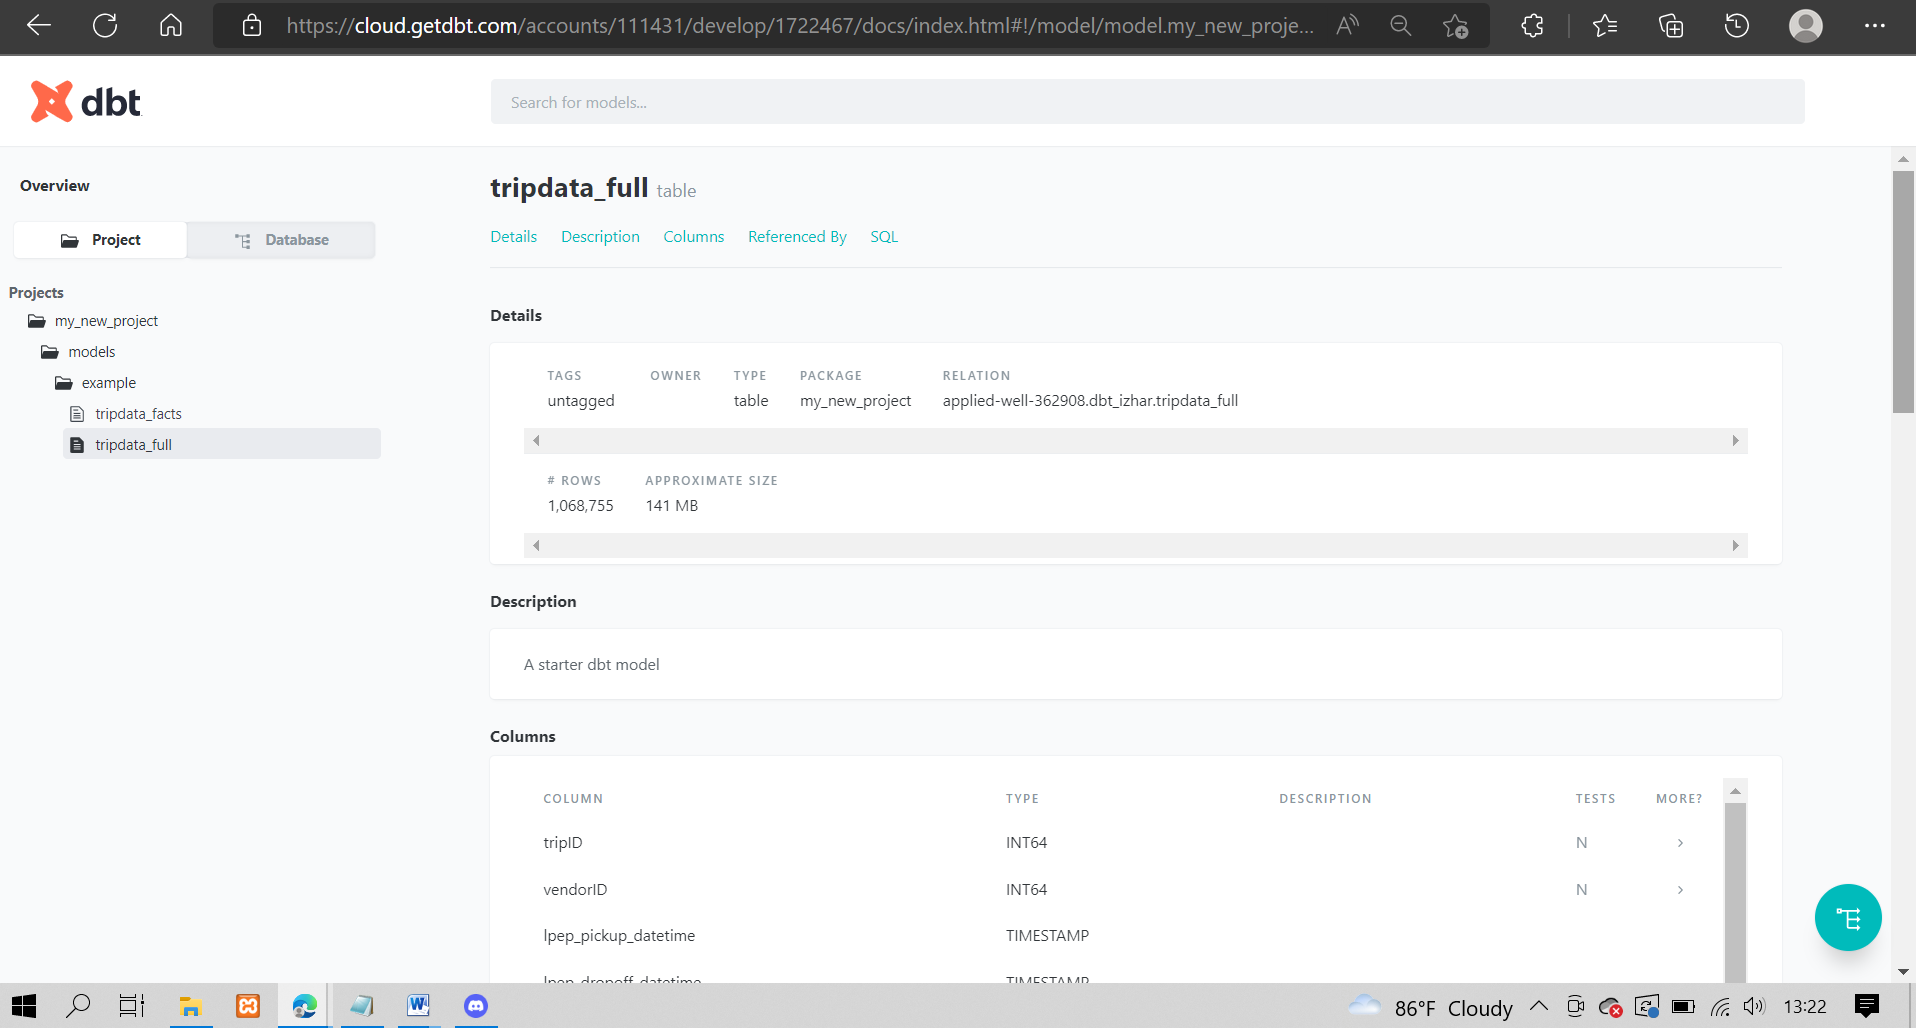 https://cloud.getdbt.com/accounts/111431/develop/1722467/docs/index.html#!/model/model.my_new_proje...
dbt
Search for models...
Overview
Project Database
Projects
my_new_project
models
example
tripdata_facts
tripdata_full
tripdata_full table
Details Description Columns Referenced By SQL
Details
TAGS OWNER TYPE PACKAGE RELATION
untagged table my_new_project applied-well-362908.dbt_izhar.tripdata_full
# ROWS APPROXIMATE SIZE
1,068,755 141 MB
Description
A starter dbt model
Columns
COLUMN TYPE DESCRIPTION TESTS MORE?
tripID INT64 N
vendorID INT64 N
lpep_pickup_datetime TIMESTAMP
lpep_dropoff_datetime TIMESTAMP
86°F Cloudy 13:22